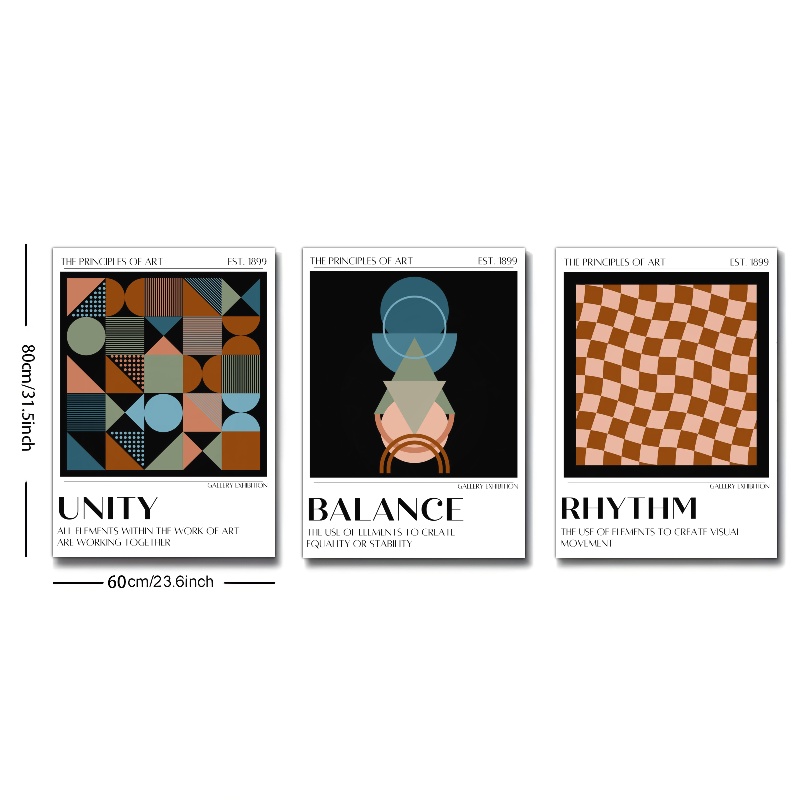 THE PRINCIPLES OF ART EST. 1899
GALLERY EXHIBITION
UNITY
ALL ELEMENTS WITHIN THE WORK OF ART
ARE WORKING TOGETHER
THE PRINCIPLES OF ART EST. 1899
GALLERY EXHIBITION
BALANCE
THE USE OF ELEMENTS TO CREATE
EQUALITY OR STABILITY
THE PRINCIPLES OF ART EST. 1899
GALLERY EXHIBITION
RHYTHM
THE USE OF ELEMENTS TO CREATE VISUAL
MOVEMENT
80cm/31.5inch
60cm/23.6inch